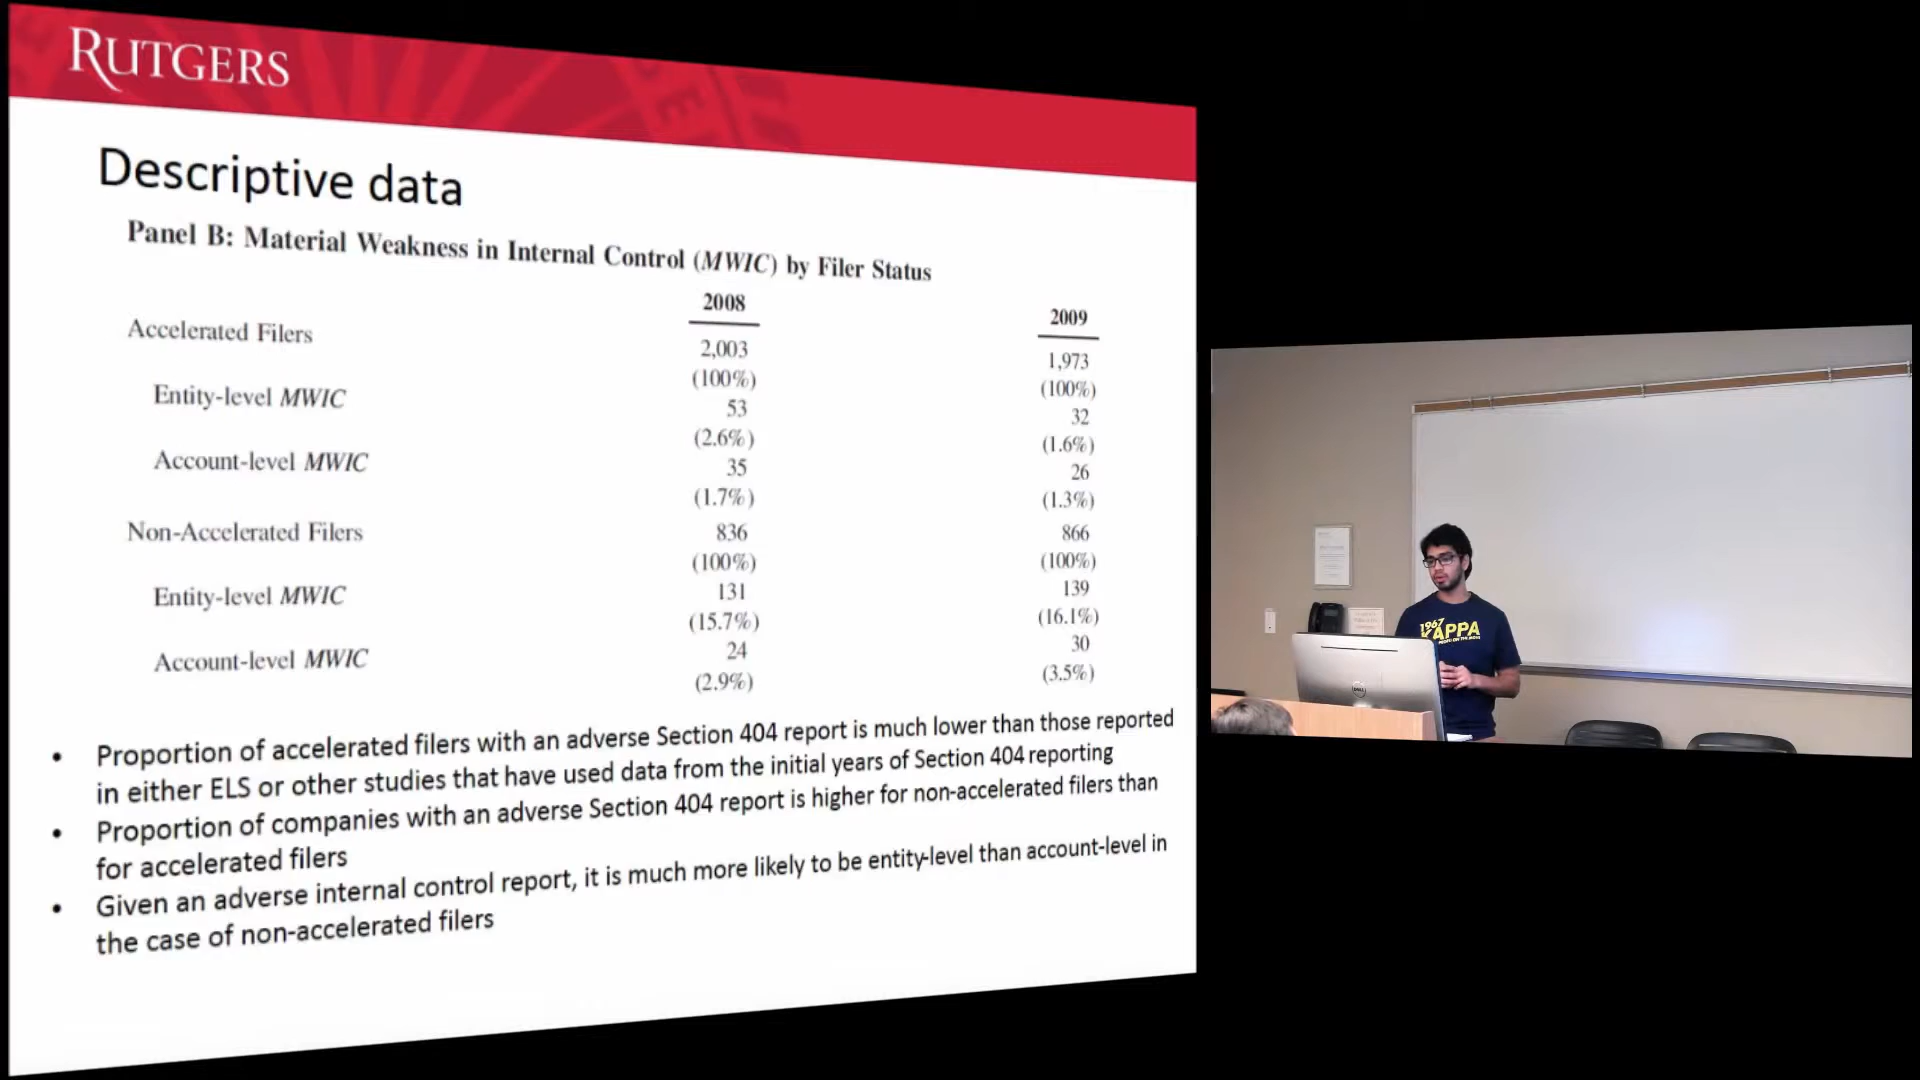 RUTGERS
Descriptive data
Panel B: Material Weakness in Internal Control (MWIC) by Filer Status
2008 2009
Accelerated Filers 2,003 1,973
(100%) (100%)
Entity-level MWIC 53 32
(2.6%) (1.6%)
Account-level MWIC 35 26
(1.7%) (1.3%)
Non-Accelerated Filers 836 866
(100%) (100%)
Entity-level MWIC 131 139
(15.7%) (16.1%)
Account-level MWIC 24 30
(2.9%) (3.5%)
• Proportion of accelerated filers with an adverse Section 404 report is much lower than those reported
in either ELS or other studies that have used data from the initial years of Section 404 reporting
• Proportion of companies with an adverse Section 404 report is higher for non-accelerated filers than
for accelerated filers
• Given an adverse internal control report, it is much more likely to be entity-level than account-level in
the case of non-accelerated filers
1967
KAPPA
DELL